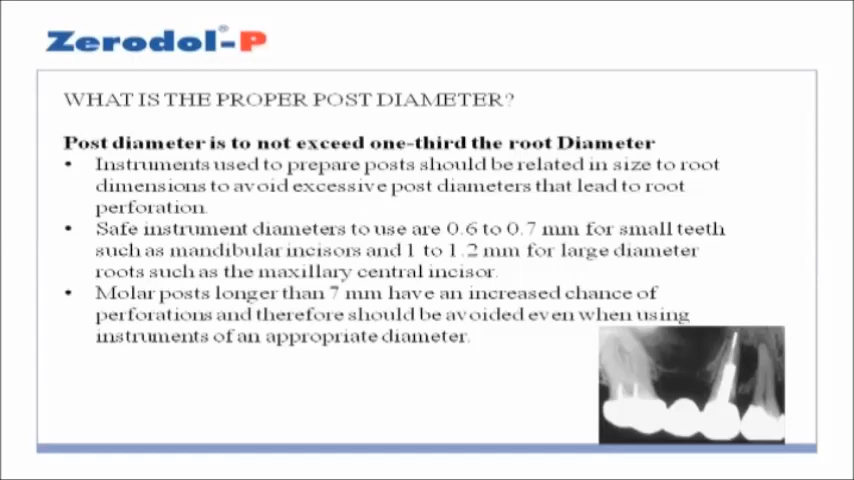 Zerodol®-P
WHAT IS THE PROPER POST DIAMETER?
Post diameter is to not exceed one-third the root Diameter
• Instruments used to prepare posts should be related in size to root
dimensions to avoid excessive post diameters that lead to root
perforation.
• Safe instrument diameters to use are 0.6 to 0.7 mm for small teeth
such as mandibular incisors and 1 to 1.2 mm for large diameter
roots such as the maxillary central incisor.
• Molar posts longer than 7 mm have an increased chance of
perforations and therefore should be avoided even when using
instruments of an appropriate diameter.